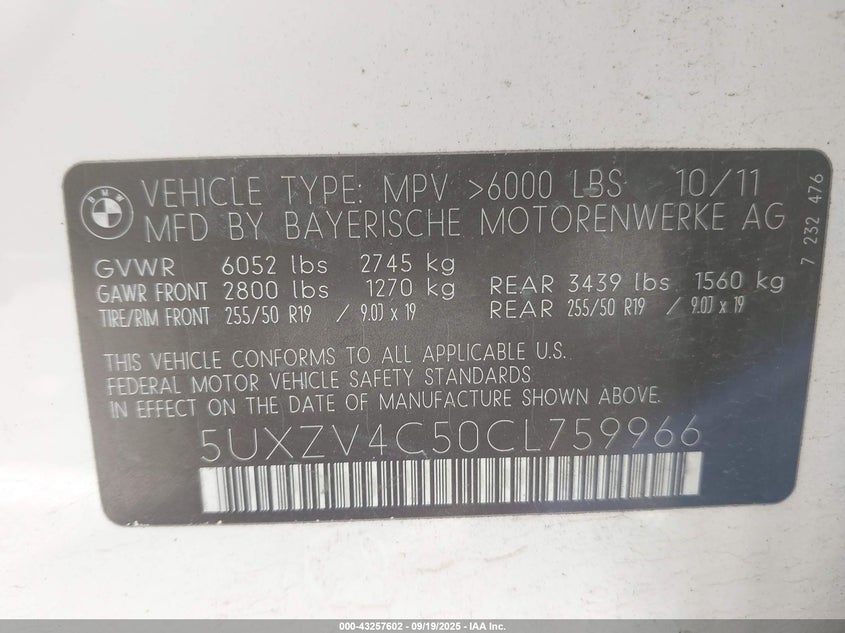 BMW
VEHICLE TYPE: MPV >6000 LBS 10/11
MFD BY BAYERISCHE MOTORENWERKE AG
7 232 476
GVWR 6052 lbs 2745 kg
GAWR FRONT 2800 lbs 1270 kg REAR 3439 lbs 1560 kg
TIRE/RIM FRONT 255/50 R19 / 9.0J x 19 REAR 255/50 R19 / 9.0J x 19
THIS VEHICLE CONFORMS TO ALL APPLICABLE U.S.
FEDERAL MOTOR VEHICLE SAFETY STANDARDS
IN EFFECT ON THE DATE OF MANUFACTURE SHOWN ABOVE.
5UXZV4C50CL759966
000-43257602 - 09/19/2025 - IAA Inc.